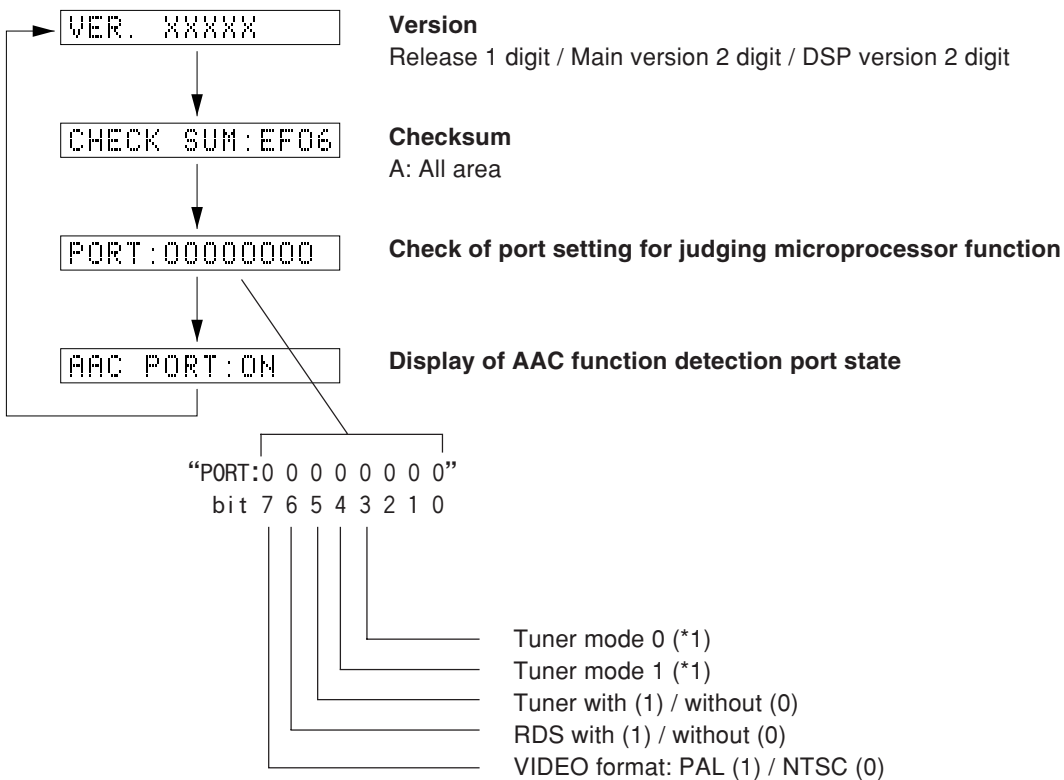 VER. XXXXX
Version
Release 1 digit / Main version 2 digit / DSP version 2 digit
CHECK SUM:EF06
Checksum
A: All area
PORT:00000000
Check of port setting for judging microprocessor function
AAC PORT:ON
Display of AAC function detection port state
“PORT:0 0 0 0 0 0 0 0”
bit 7 6 5 4 3 2 1 0
Tuner mode 0 (*1)
Tuner mode 1 (*1)
Tuner with (1) / without (0)
RDS with (1) / without (0)
VIDEO format: PAL (1) / NTSC (0)